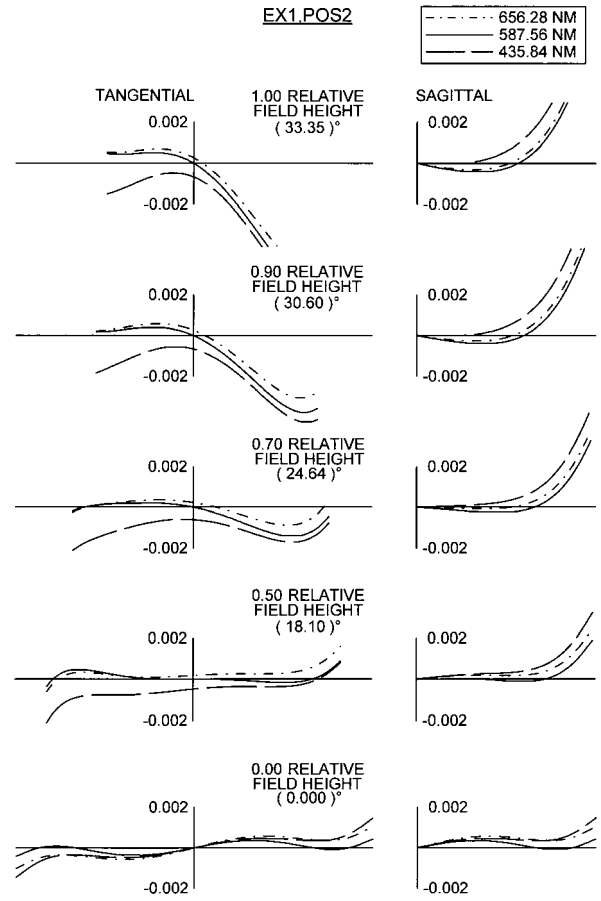 EX1,POS2
656.28 NM
587.56 NM
435.84 NM
TANGENTIAL
1.00 RELATIVE
FIELD HEIGHT
( 33.35 )°
SAGITTAL
0.002
-0.002
0.002
-0.002
0.90 RELATIVE
FIELD HEIGHT
( 30.60 )°
0.002
-0.002
0.002
-0.002
0.70 RELATIVE
FIELD HEIGHT
( 24.64 )°
0.002
-0.002
0.002
-0.002
0.50 RELATIVE
FIELD HEIGHT
( 18.10 )°
0.002
-0.002
0.002
-0.002
0.00 RELATIVE
FIELD HEIGHT
( 0.000 )°
0.002
-0.002
0.002
-0.002